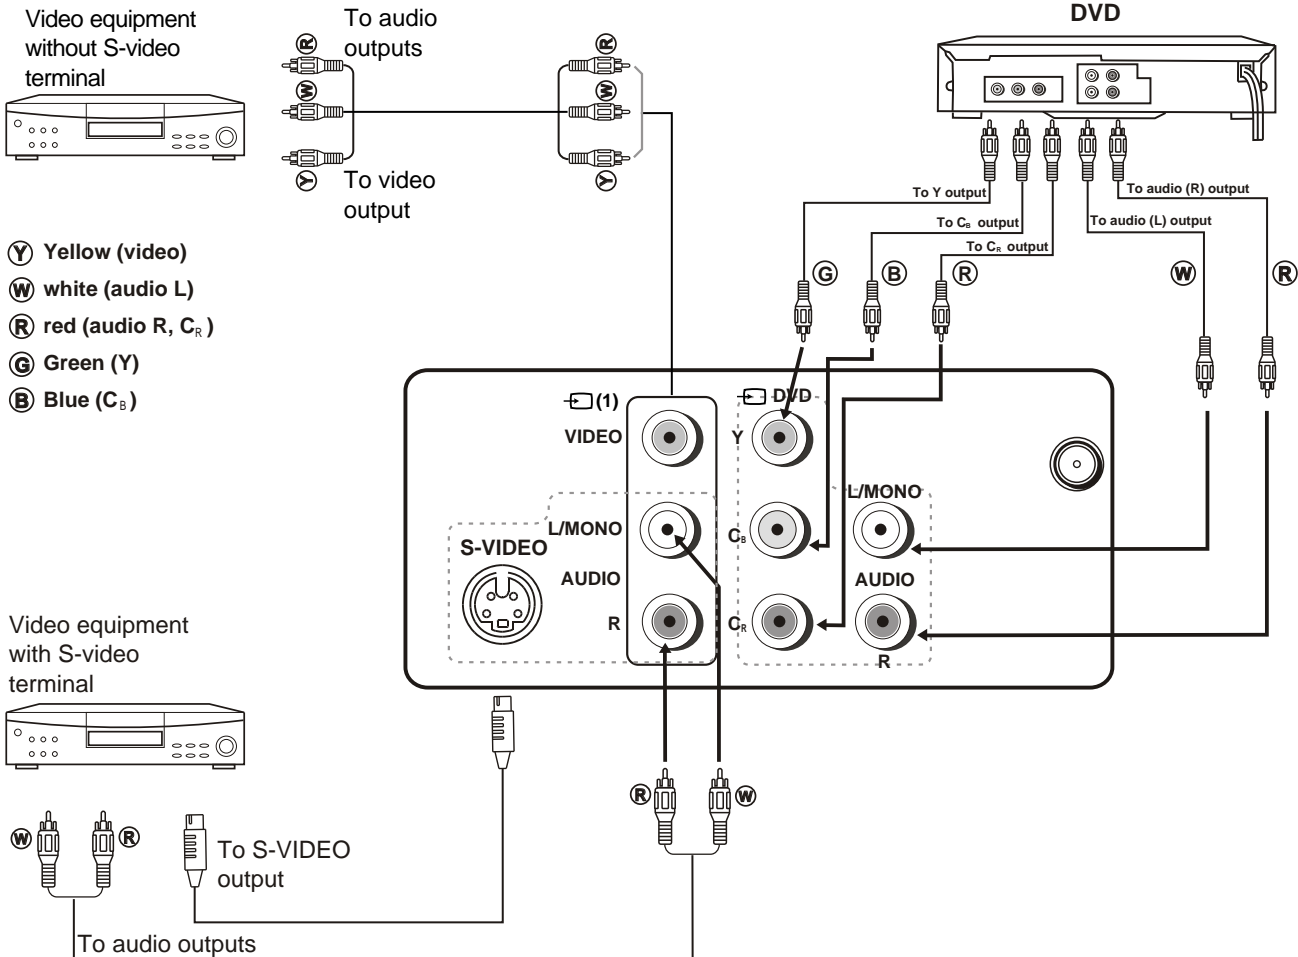 Video equipment
without S-video
terminal
To audio
outputs
R
W
Y
R
W
Y
To video
output
DVD
To Y output
To CB output
To CR output
To audio (R) output
To audio (L) output
G
B
R
W
R
Y Yellow (video)
W white (audio L)
R red (audio R, CR)
G Green (Y)
B Blue (CB)
(1)
VIDEO
L/MONO
S-VIDEO
AUDIO
R
DVD
Y
CB
CR
L/MONO
AUDIO
R
Video equipment
with S-video
terminal
W
R
To S-VIDEO
output
To audio outputs
R
W